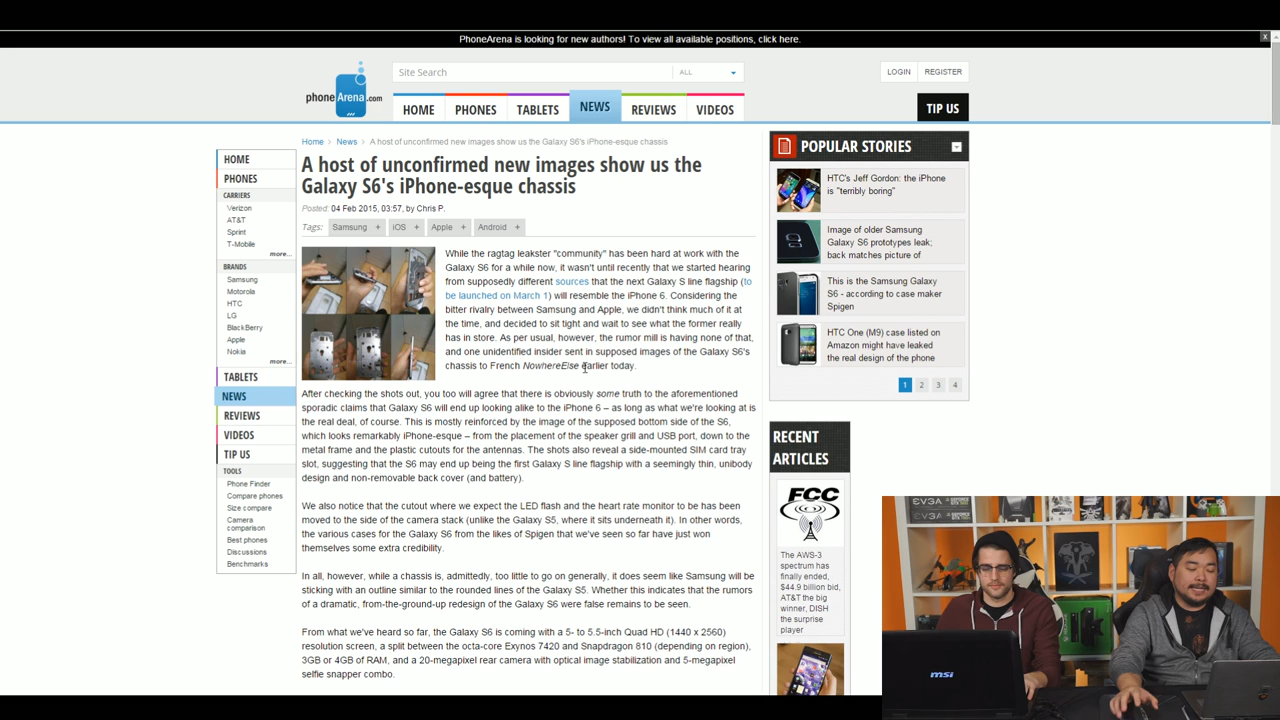 PhoneArena is looking for new authors! To view all available positions, click here.
x
phoneArena.com
Site Search
ALL
LOGIN
REGISTER
HOME
PHONES
TABLETS
NEWS
REVIEWS
VIDEOS
TIP US
Home > News > A host of unconfirmed new images show us the Galaxy S6's iPhone-esque chassis
HOME
PHONES
CARRIERS
Verizon
AT&T
Sprint
T-Mobile
more...
BRANDS
Samsung
Motorola
HTC
LG
BlackBerry
Apple
Nokia
more...
TABLETS
NEWS
REVIEWS
VIDEOS
TIP US
TOOLS
Phone Finder
Compare phones
Size compare
Camera
comparison
Best phones
Discussions
Benchmarks
A host of unconfirmed new images show us the
Galaxy S6's iPhone-esque chassis
Posted: 04 Feb 2015, 03:57, by Chris P.
Tags: Samsung + iOS + Apple + Android +
While the ragtag leakster "community" has been hard at work with the
Galaxy S6 for a while now, it wasn't until recently that we started hearing
from supposedly different sources that the next Galaxy S line flagship (to
be launched on March 1) will resemble the iPhone 6. Considering the
bitter rivalry between Samsung and Apple, we didn't think much of it at
the time, and decided to sit tight and wait to see what the former really
has in store. As per usual, however, the rumor mill is having none of that,
and one unidentified insider sent in supposed images of the Galaxy S6's
chassis to French NowhereElse earlier today.
After checking the shots out, you too will agree that there is obviously some truth to the aforementioned
sporadic claims that Galaxy S6 will end up looking alike to the iPhone 6 – as long as what we're looking at is
the real deal, of course. This is mostly reinforced by the image of the supposed bottom side of the S6,
which looks remarkably iPhone-esque – from the placement of the speaker grill and USB port, down to the
metal frame and the plastic cutouts for the antennas. The shots also reveal a side-mounted SIM card tray
slot, suggesting that the S6 may end up being the first Galaxy S line flagship with a seemingly thin, unibody
design and non-removable back cover (and battery).
We also notice that the cutout where we expect the LED flash and the heart rate monitor to be has been
moved to the side of the camera stack (unlike the Galaxy S5, where it sits underneath it). In other words,
the various cases for the Galaxy S6 from the likes of Spigen that we've seen so far have just won
themselves some extra credibility.
In all, however, while a chassis is, admittedly, too little to go on generally, it does seem like Samsung will be
sticking with an outline similar to the rounded lines of the Galaxy S5. Whether this indicates that the rumors
of a dramatic, from-the-ground-up redesign of the Galaxy S6 were false remains to be seen.
From what we've heard so far, the Galaxy S6 is coming with a 5- to 5.5-inch Quad HD (1440 x 2560)
resolution screen, a split between the octa-core Exynos 7420 and Snapdragon 810 (depending on region),
3GB or 4GB of RAM, and a 20-megapixel rear camera with optical image stabilization and 5-megapixel
selfie snapper combo.
POPULAR STORIES
HTC's Jeff Gordon: the iPhone
is "terribly boring"
Image of older Samsung
Galaxy S6 prototypes leak;
back matches picture of
This is the Samsung Galaxy
S6 - according to case maker
Spigen
HTC One (M9) case listed on
Amazon might have leaked
the real design of the phone
1 2 3 4
RECENT
ARTICLES
FCC
The AWS-3
spectrum has
finally ended,
$44.9 billion bid,
AT&T the big
winner, DISH
the surprise
player
EVGA
msi